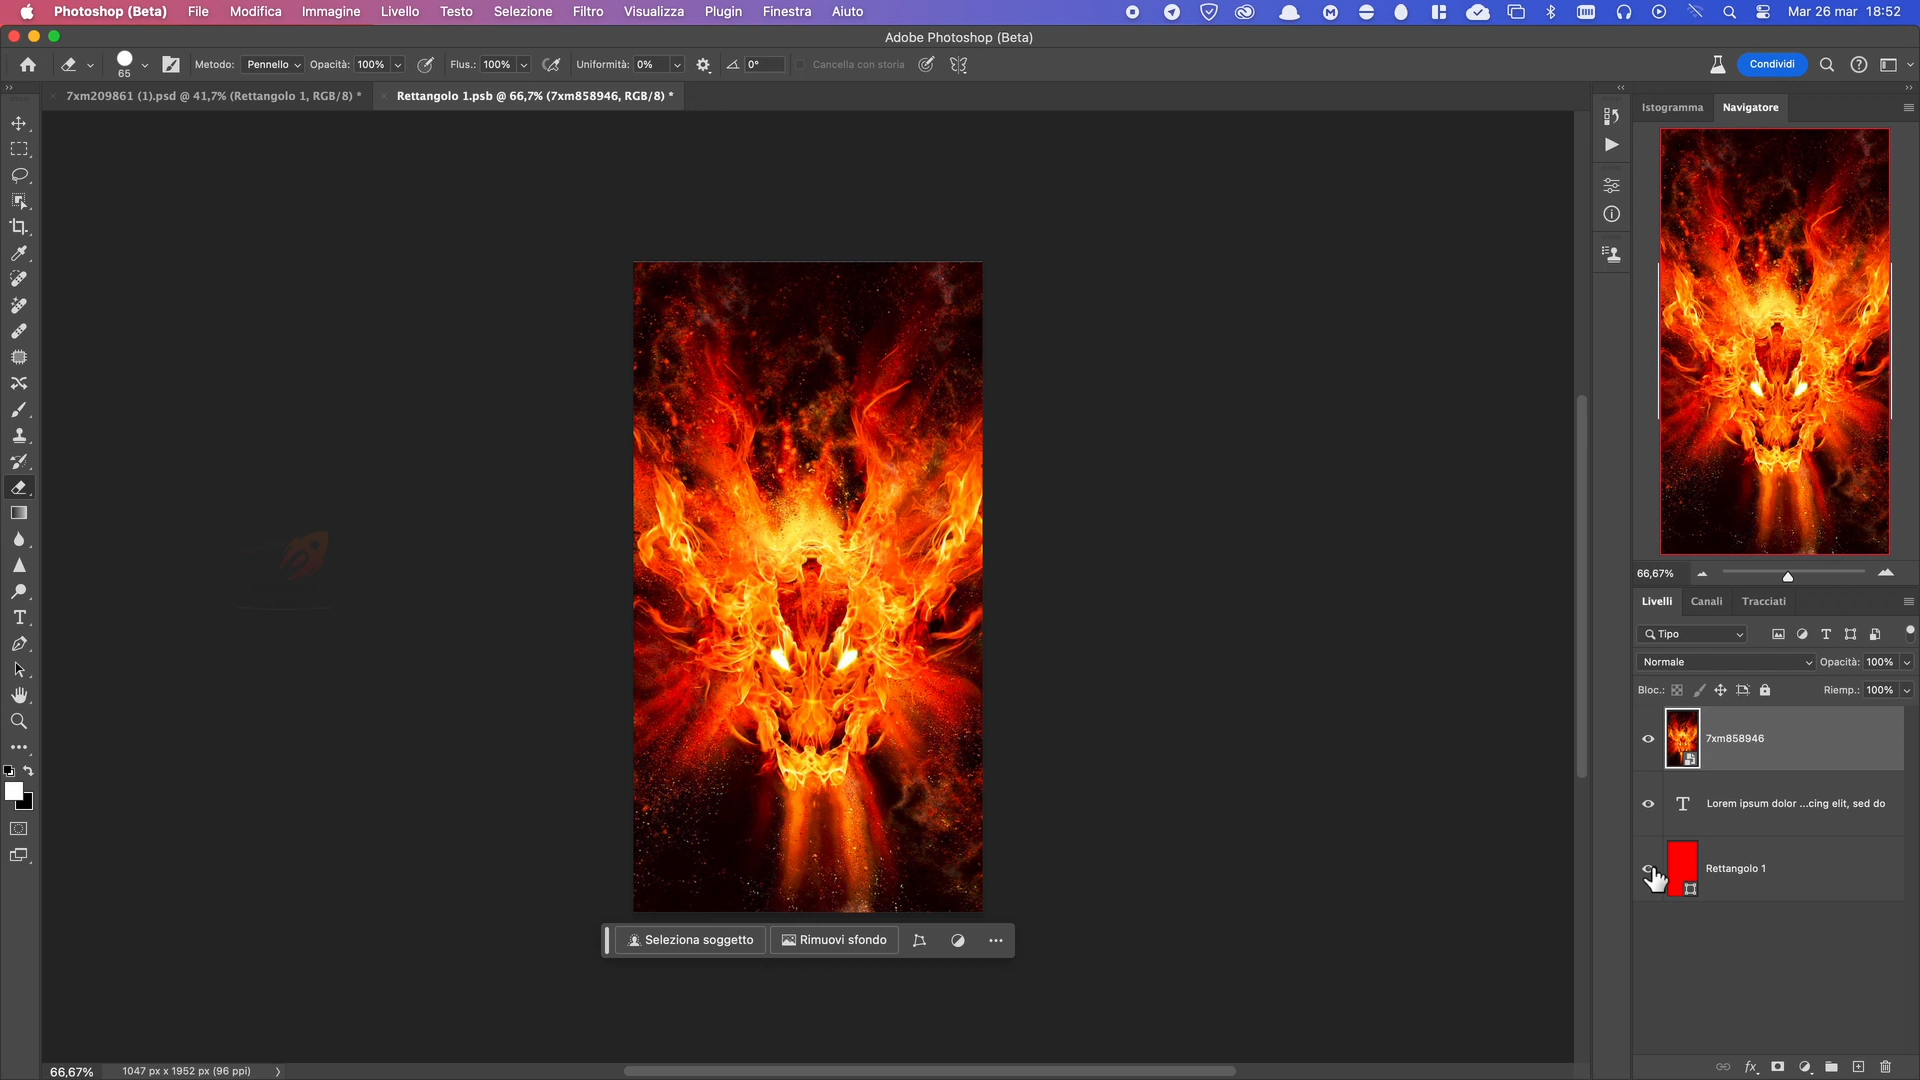 Photoshop (Beta) File Modifica Immagine Livello Testo Selezione Filtro Visualizza Plugin Finestra Aiuto Mar 26 mar 18:52
Adobe Photoshop (Beta)
65 Metodo: Pennello Opacità: 100% Flus.: 100% Uniformità: 0% 0° Cancella con storia Condividi
7xm209861 (1).psd @ 41,7% (Rettangolo 1, RGB/8) *
Rettangolo 1.psb @ 66,7% (7xm858946, RGB/8) *
Istogramma Navigatore
66,67%
Livelli Canali Tracciati
Tipo
Normale Opacità: 100%
Bloc.: Riemp.: 100%
7xm858946
Lorem ipsum dolor ...cing elit, sed do
Rettangolo 1
Seleziona soggetto Rimuovi sfondo
66,67% 1047 px x 1952 px (96 ppi)